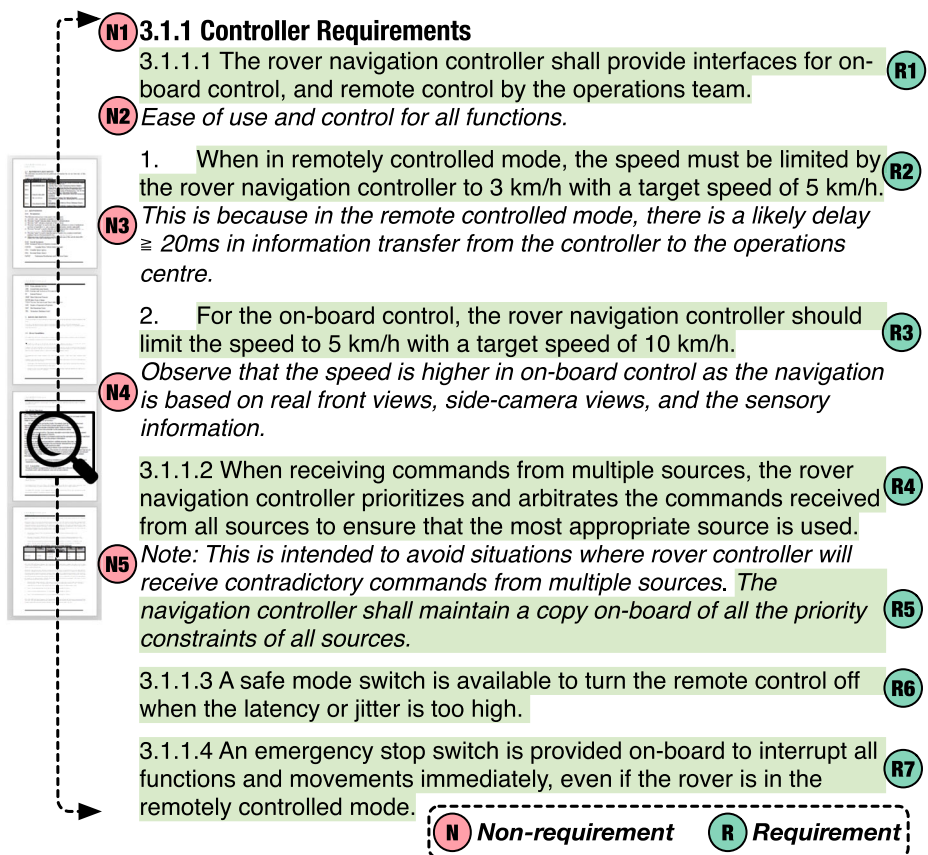 N1 3.1.1 Controller Requirements
3.1.1.1 The rover navigation controller shall provide interfaces for on-
board control, and remote control by the operations team.
R1
N2 Ease of use and control for all functions.
1. When in remotely controlled mode, the speed must be limited by
the rover navigation controller to 3 km/h with a target speed of 5 km/h.
R2
N3 This is because in the remote controlled mode, there is a likely delay
≧ 20ms in information transfer from the controller to the operations
centre.
2. For the on-board control, the rover navigation controller should
limit the speed to 5 km/h with a target speed of 10 km/h.
R3
N4 Observe that the speed is higher in on-board control as the navigation
is based on real front views, side-camera views, and the sensory
information.
3.1.1.2 When receiving commands from multiple sources, the rover
navigation controller prioritizes and arbitrates the commands received
from all sources to ensure that the most appropriate source is used.
R4
N5 Note: This is intended to avoid situations where rover controller will
receive contradictory commands from multiple sources. The
navigation controller shall maintain a copy on-board of all the priority
constraints of all sources.
R5
3.1.1.3 A safe mode switch is available to turn the remote control off
when the latency or jitter is too high.
R6
3.1.1.4 An emergency stop switch is provided on-board to interrupt all
functions and movements immediately, even if the rover is in the
remotely controlled mode.
R7
N Non-requirement R Requirement